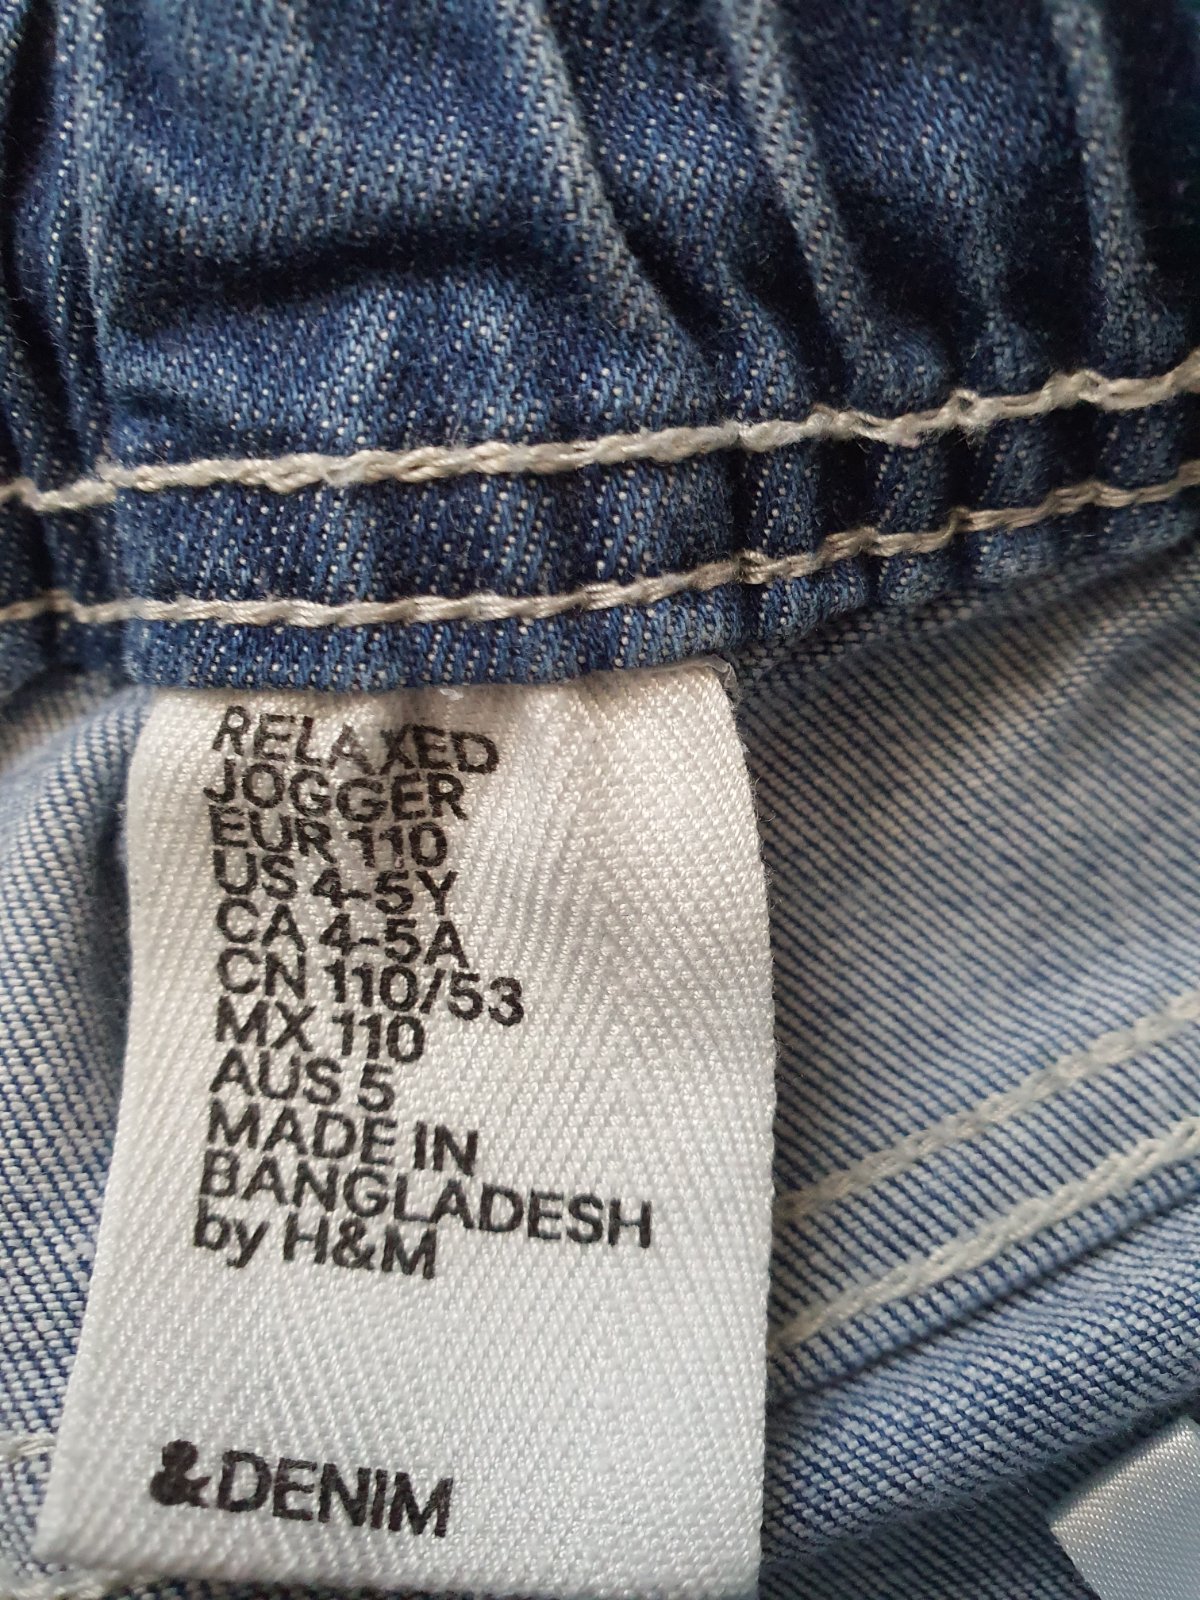 RELAXED
JOGGER
EUR 110
US 4-5Y
CA 4-5A
CN 110/53
MX 110
AUS 5
MADE IN
BANGLADESH
by H&M
&DENIM